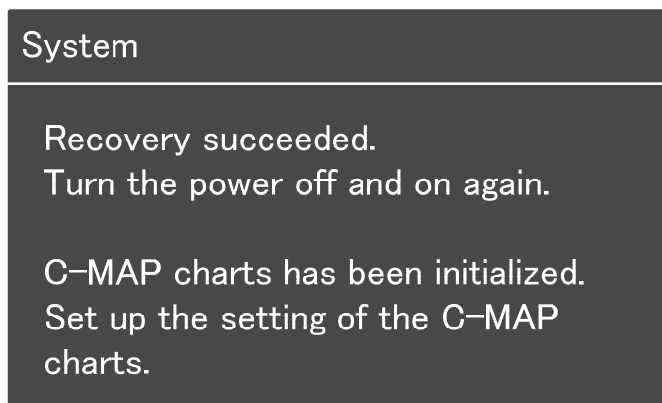 System
Recovery succeeded.
Turn the power off and on again.
C-MAP charts has been initialized.
Set up the setting of the C-MAP
charts.